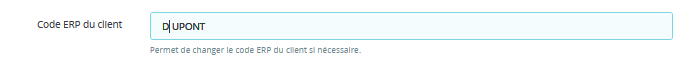 Code ERP du client
DUPONT
Permet de changer le code ERP du client si nécessaire.